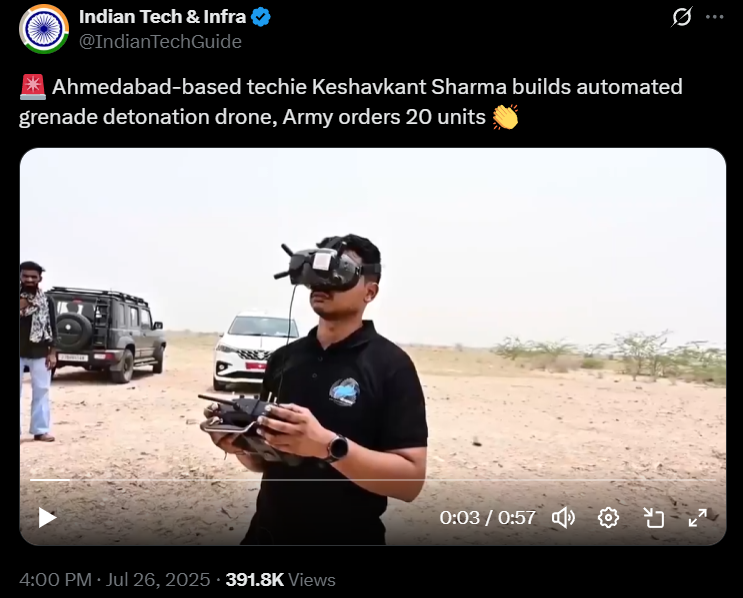 Indian Tech & Infra
@IndianTechGuide
🚨 Ahmedabad-based techie Keshavkant Sharma builds automated
grenade detonation drone, Army orders 20 units 👏
0:03 / 0:57
4:00 PM · Jul 26, 2025 · 391.8K Views